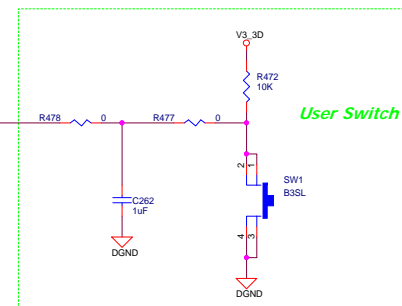 V3_3D
R472
10K
User Switch
R478 0 R477 0
2 1
SW1
B3SL
C262
1uF
4 3
DGND
DGND